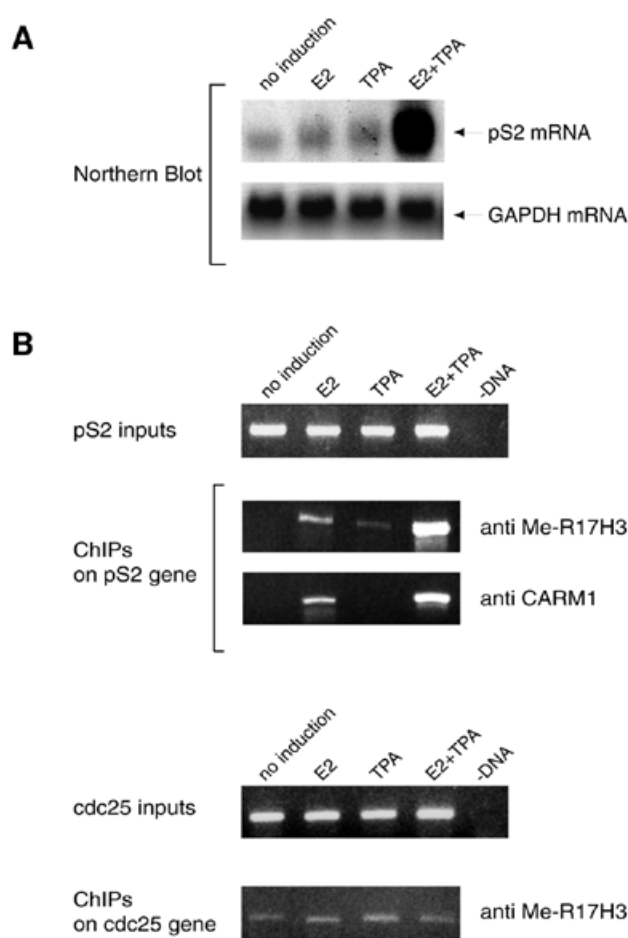 A
no induction
E2
TPA
E2+TPA
Northern Blot
pS2 mRNA
GAPDH mRNA
B
no induction
E2
TPA
E2+TPA
-DNA
pS2 inputs
ChIPs
on pS2 gene
anti Me-R17H3
anti CARM1
no induction
E2
TPA
E2+TPA
-DNA
cdc25 inputs
ChIPs
on cdc25 gene
anti Me-R17H3